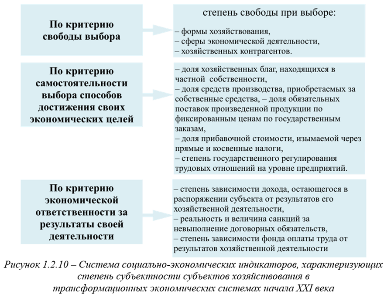 По критерию
свободы выбора
степень свободы при выборе:
– формы хозяйствования,
– сферы экономической деятельности,
– хозяйственных контрагентов.
По критерию
самостоятельности
выбора способов
достижения своих
экономических целей
– доля хозяйственных благ, находящихся в
частной собственности,
– доля средств производства, приобретаемых за
собственные средства, – доля обязательных
поставок произведенной продукции по
фиксированным ценам по государственным
заказам,
– доля прибавочной стоимости, изымаемой через
прямые и косвенные налоги,
– степень государственного регулирования
трудовых отношений на уровне предприятий.
По критерию
экономической
ответственности за
результаты своей
деятельности
– степень зависимости дохода, остающегося в
распоряжении субъекта от результатов его
хозяйственной деятельности,
– реальность и величина санкций за
невыполнение договорных обязательств,
– степень зависимости фонда оплаты труда от
результатов хозяйственной деятельности
Рисунок 1.2.10 – Система социально-экономических индикаторов, характеризующих
степень субъектности субъектов хозяйствования в
трансформационных экономических системах начала XXI века